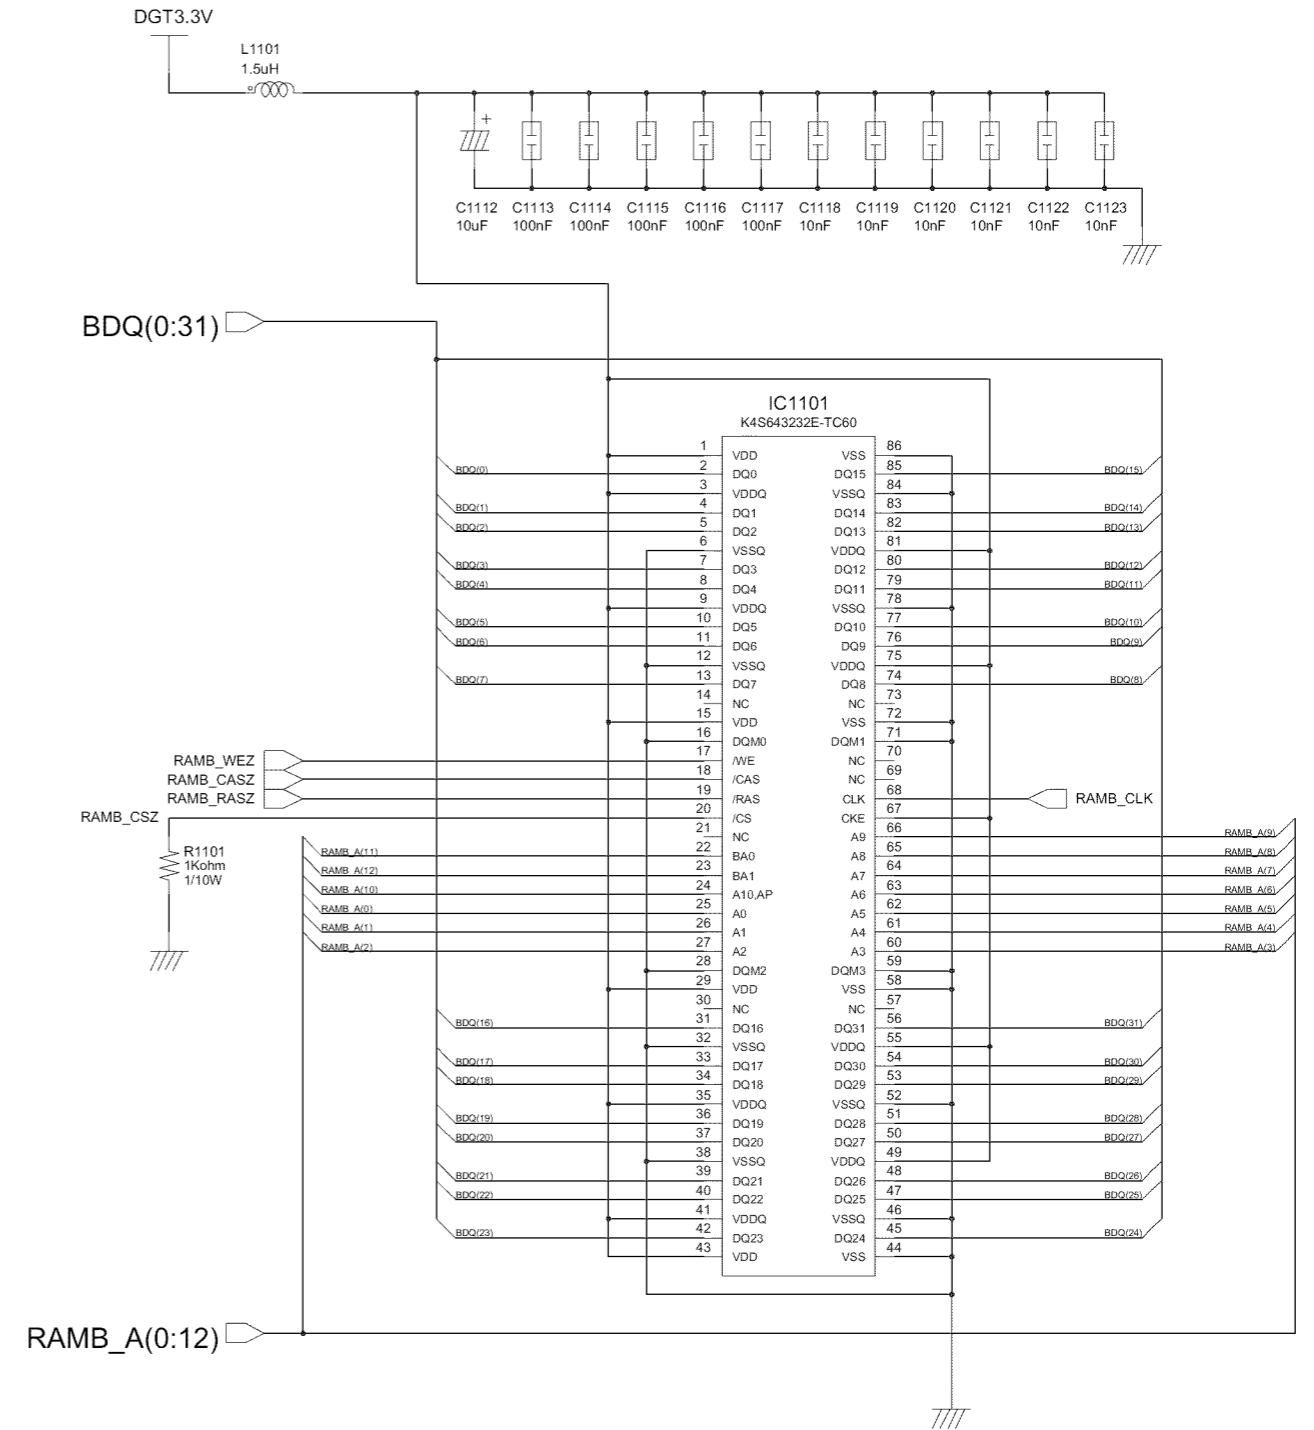 DGT3.3V
L1101
1.5uH
+
C1112 C1113 C1114 C1115 C1116 C1117 C1118 C1119 C1120 C1121 C1122 C1123
10uF 100nF 100nF 100nF 100nF 100nF 10nF 10nF 10nF 10nF 10nF 10nF
BDQ(0:31)
IC1101
K4S643232E-TC60
1 VDD VSS 86
BDQ(0) 2 DQ0 DQ15 85 BDQ(15)
3 VDDQ VSSQ 84
BDQ(1) 4 DQ1 DQ14 83 BDQ(14)
BDQ(2) 5 DQ2 DQ13 82 BDQ(13)
6 VSSQ VDDQ 81
BDQ(3) 7 DQ3 DQ12 80 BDQ(12)
BDQ(4) 8 DQ4 DQ11 79 BDQ(11)
9 VDDQ VSSQ 78
BDQ(5) 10 DQ5 DQ10 77 BDQ(10)
BDQ(6) 11 DQ6 DQ9 76 BDQ(9)
12 VSSQ VDDQ 75
BDQ(7) 13 DQ7 DQ8 74 BDQ(8)
14 NC NC 73
15 VDD VSS 72
16 DQM0 DQM1 71
RAMB_WEZ 17 /WE NC 70
RAMB_CASZ 18 /CAS NC 69
RAMB_RASZ 19 /RAS CLK 68 RAMB_CLK
RAMB_CSZ 20 /CS CKE 67
21 NC A9 66 RAMB_A(9)
R1101
1Kohm
1/10W
RAMB_A(11) 22 BA0 A8 65 RAMB_A(8)
RAMB_A(12) 23 BA1 A7 64 RAMB_A(7)
RAMB_A(10) 24 A10,AP A6 63 RAMB_A(6)
RAMB_A(0) 25 A0 A5 62 RAMB_A(5)
RAMB_A(1) 26 A1 A4 61 RAMB_A(4)
RAMB_A(2) 27 A2 A3 60 RAMB_A(3)
28 DQM2 DQM3 59
29 VDD VSS 58
30 NC NC 57
BDQ(16) 31 DQ16 DQ31 56 BDQ(31)
32 VSSQ VDDQ 55
BDQ(17) 33 DQ17 DQ30 54 BDQ(30)
BDQ(18) 34 DQ18 DQ29 53 BDQ(29)
35 VDDQ VSSQ 52
BDQ(19) 36 DQ19 DQ28 51 BDQ(28)
BDQ(20) 37 DQ20 DQ27 50 BDQ(27)
38 VSSQ VDDQ 49
BDQ(21) 39 DQ21 DQ26 48 BDQ(26)
BDQ(22) 40 DQ22 DQ25 47 BDQ(25)
41 VDDQ VSSQ 46
BDQ(23) 42 DQ23 DQ24 45 BDQ(24)
43 VDD VSS 44
RAMB_A(0:12)